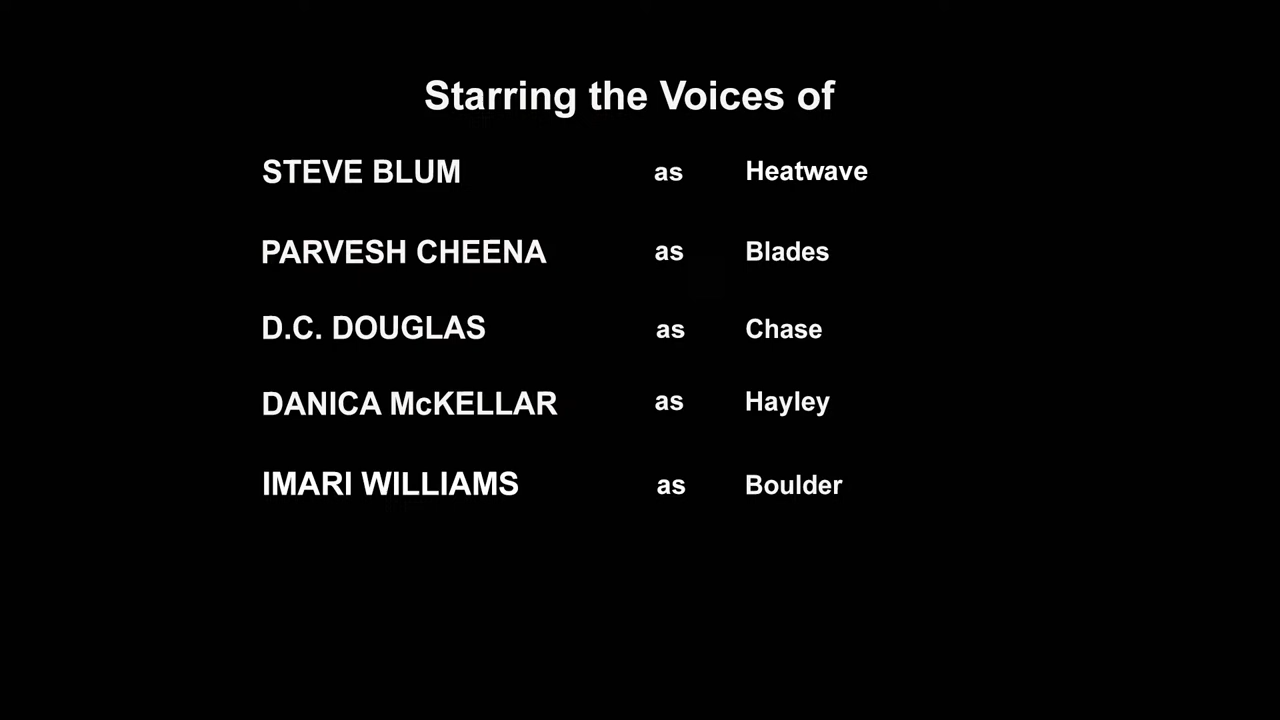 Starring the Voices of
STEVE BLUM as Heatwave
PARVESH CHEENA as Blades
D.C. DOUGLAS as Chase
DANICA McKELLAR as Hayley
IMARI WILLIAMS as Boulder